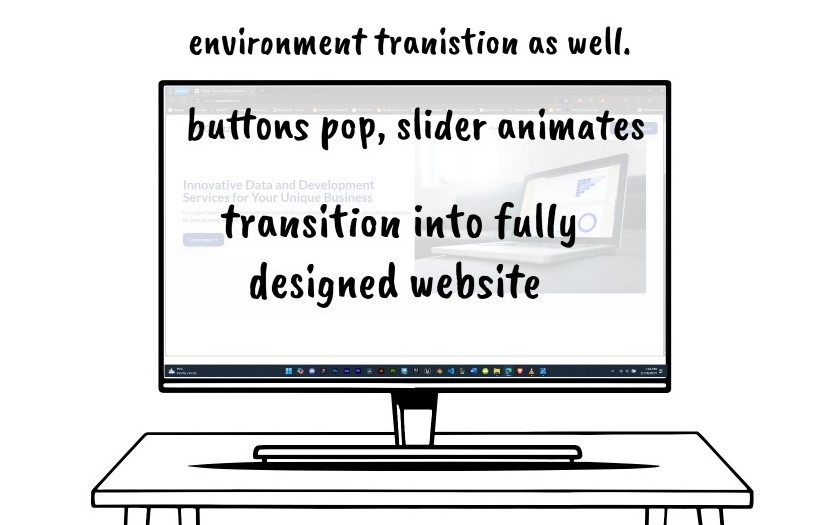 environment tranistion as well.
buttons pop, slider animates
Innovative Data and Development
Services for Your Unique Business
transition into fully
designed website